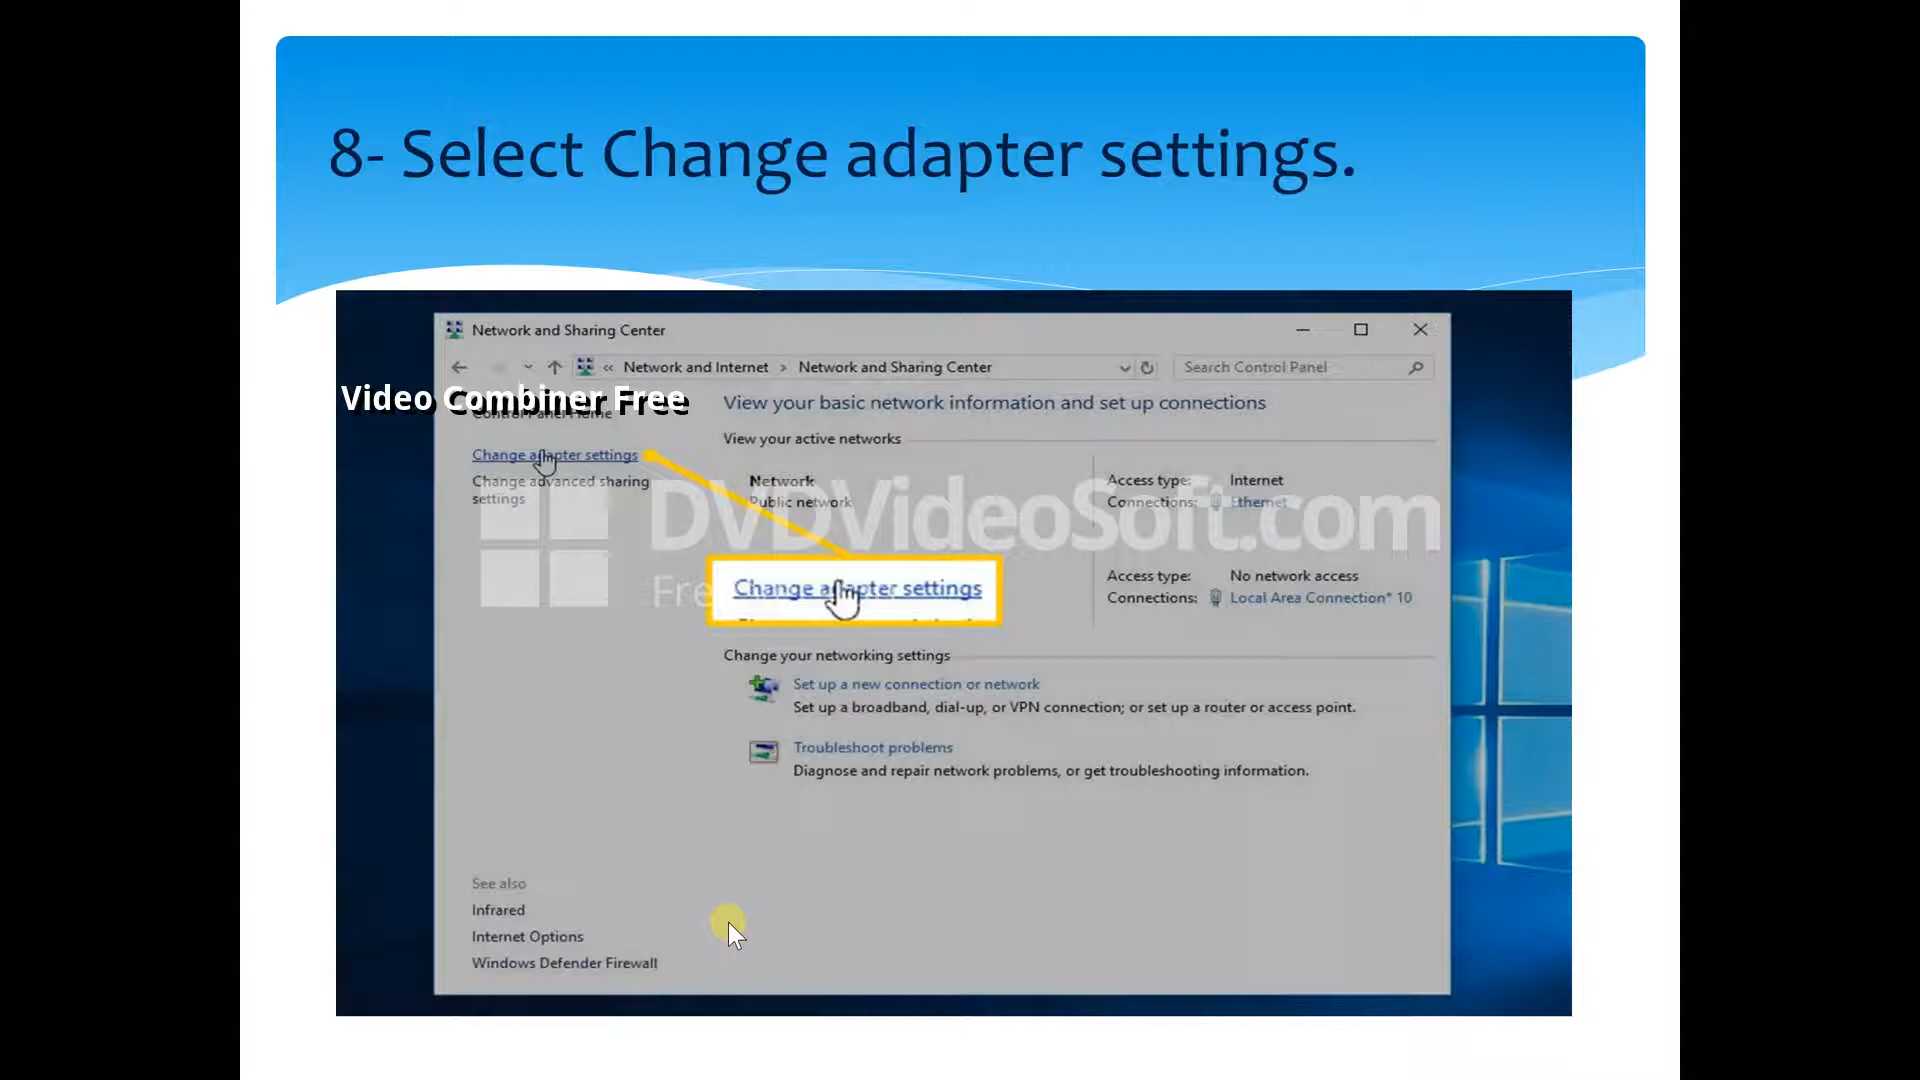 8- Select Change adapter settings.
Network and Sharing Center
« Network and Internet > Network and Sharing Center
Search Control Panel
Video Combiner Free
Control Panel Home
Change adapter settings
Change advanced sharing
settings
View your basic network information and set up connections
View your active networks
Network
Public network
Access type: Internet
Connections: Ethernet
DVDVideoSoft.com
Free
Change adapter settings
Access type: No network access
Connections: Local Area Connection* 10
Change your networking settings
Set up a new connection or network
Set up a broadband, dial-up, or VPN connection; or set up a router or access point.
Troubleshoot problems
Diagnose and repair network problems, or get troubleshooting information.
See also
Infrared
Internet Options
Windows Defender Firewall